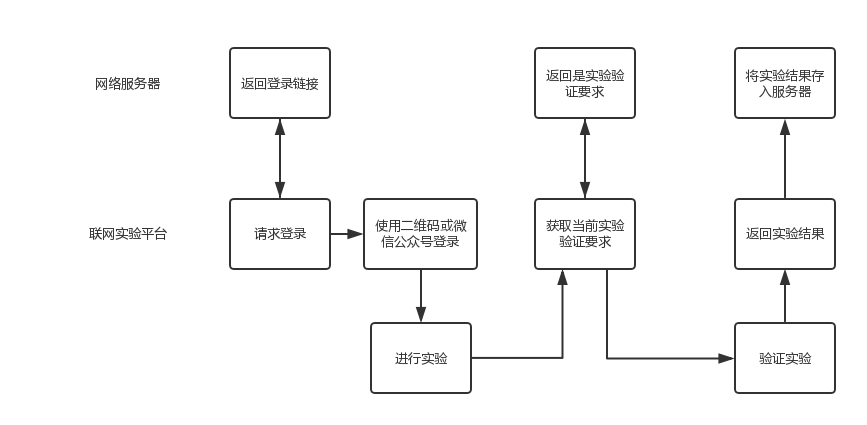 网络服务器
返回登录链接
返回是实验验
证要求
将实验结果存
入服务器
联网实验平台
请求登录
使用二维码或微
信公众号登录
获取当前实验
验证要求
返回实验结果
进行实验
验证实验